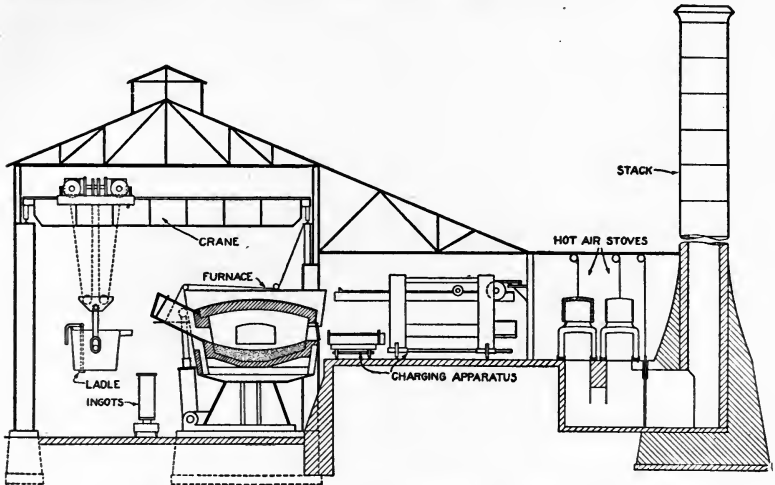 STACK
CRANE
HOT AIR STOVES
FURNACE
CHARGING APPARATUS
LADLE
INGOTS